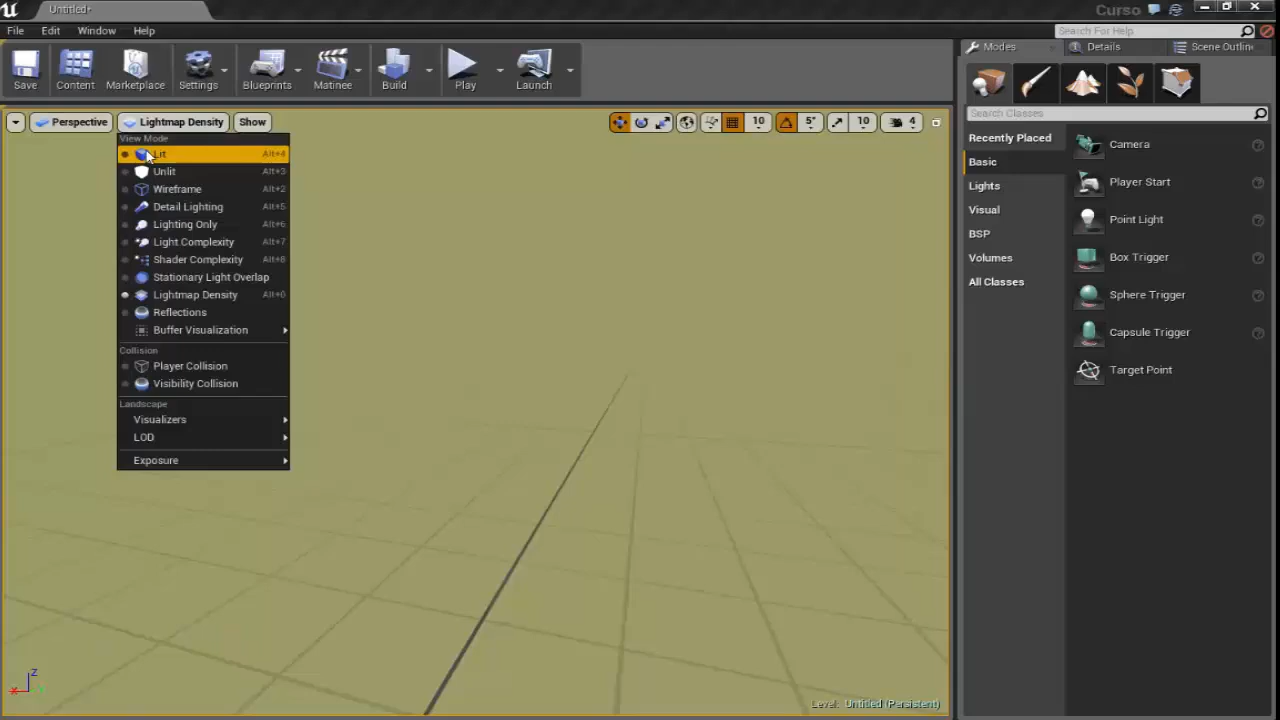 Untitled*
Curso
File Edit Window Help
Search For Help
Save Content Marketplace Settings Blueprints Matinee Build Play Launch
Modes Details Scene Outline
Search Classes
Perspective Lightmap Density Show
10 5° 10 4
View Mode
Lit Alt+4
Unlit Alt+3
Wireframe Alt+2
Detail Lighting Alt+5
Lighting Only Alt+6
Light Complexity Alt+7
Shader Complexity Alt+8
Stationary Light Overlap
Lightmap Density Alt+0
Reflections
Buffer Visualization
Collision
Player Collision
Visibility Collision
Landscape
Visualizers
LOD
Exposure
Recently Placed
Basic
Lights
Visual
BSP
Volumes
All Classes
Camera
Player Start
Point Light
Box Trigger
Sphere Trigger
Capsule Trigger
Target Point
Z
X Y
Level: Untitled (Persistent)